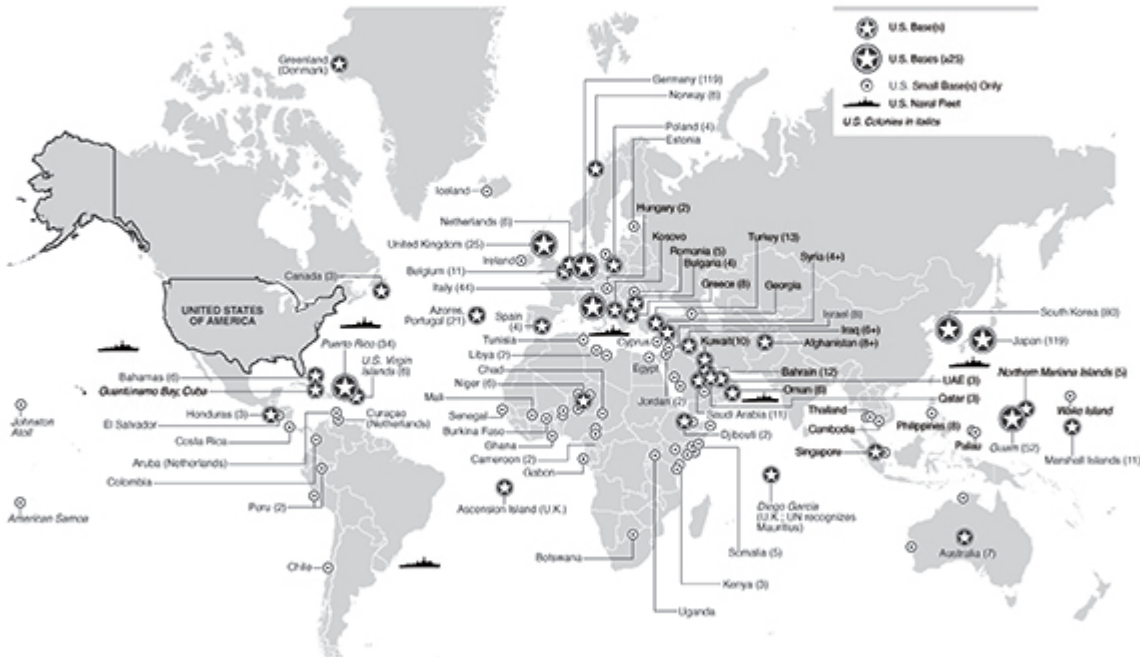 U.S. Base(s)
U.S. Bases (≥25)
U.S. Small Base(s) Only
U.S. Naval Fleet
U.S. Colonies in italics
Greenland
(Denmark)
Germany (119)
Norway (6)
Poland (4)
Estonia
Iceland
Netherlands (6)
United Kingdom (25)
Ireland
Belgium (11)
Italy (44)
Hungary (2)
Kosovo
Romania (5)
Bulgaria (4)
Greece (8)
Turkey (13)
Syria (4+)
Georgia
Israel (6)
Iraq (6+)
Afghanistan (8+)
Canada (3)
UNITED STATES
OF AMERICA
Azores,
Portugal (21)
Spain
(4)
Tunisia
Libya (7)
Chad
Niger (6)
Mali
Senegal
Burkina Faso
Ghana
Cameroon (2)
Gabon
Cyprus
Egypt
Jordan (2)
Kuwait(10)
Bahrain (12)
Oman (6)
UAE (3)
Qatar (3)
Saudi Arabia (11)
Djibouti (2)
South Korea (80)
Japan (119)
Northern Mariana Islands (5)
Wake Island
Guam (52)
Marshall Islands (11)
Palau
Philippines (8)
Thailand
Cambodia
Singapore
Puerto Rico (34)
U.S. Virgin
Islands (6)
Bahamas (6)
Guantánamo Bay, Cuba
Honduras (3)
El Salvador
Costa Rica
Aruba (Netherlands)
Curaçao
(Netherlands)
Colombia
Peru (2)
Chile
Johnston
Atoll
American Samoa
Ascension Island (U.K.)
Botswana
Diego Garcia
(U.K.; UN recognizes
Mauritius)
Somalia (5)
Kenya (3)
Uganda
Australia (7)